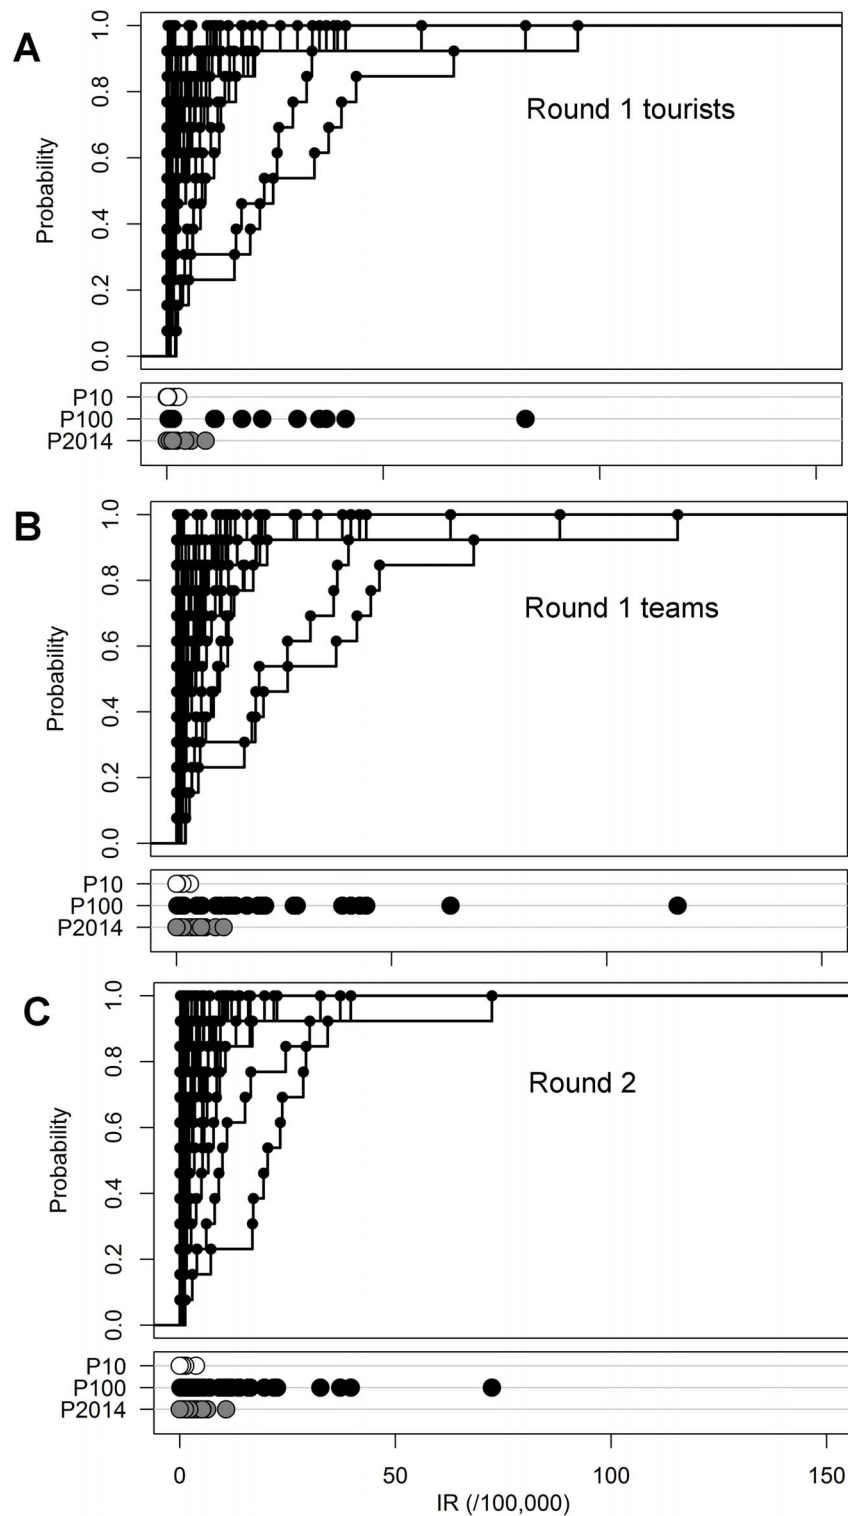 A
Probability
1.0
0.8
0.6
0.4
0.2
0.0
Round 1 tourists
P10
P100
P2014
B
Probability
1.0
0.8
0.6
0.4
0.2
0.0
Round 1 teams
P10
P100
P2014
C
Probability
1.0
0.8
0.6
0.4
0.2
0.0
Round 2
P10
P100
P2014
0 50 100 150
IR (/100,000)